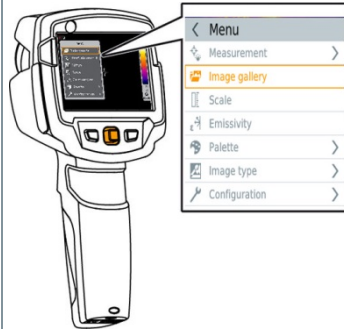 Menu
Measurement
Image gallery
Scale
Emissivity
Palette
Image type
Configuration